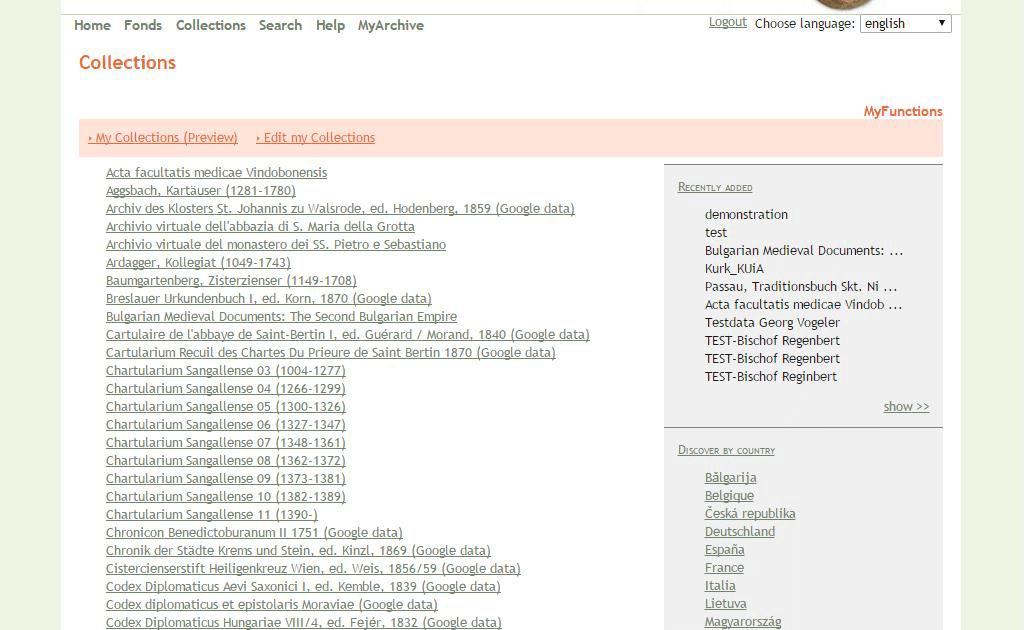 Home Fonds Collections Search Help MyArchive
Logout Choose language: english
Collections
MyFunctions
My Collections (Preview) Edit my Collections
Acta facultatis medicae Vindobonensis
Aggsbach, Kartäuser (1281-1780)
Archiv des Klosters St. Johannis zu Walsrode, ed. Hodenberg, 1859 (Google data)
Archivio virtuale dell'abbazia di S. Maria della Grotta
Archivio virtuale del monastero dei SS. Pietro e Sebastiano
Ardagger, Kollegiat (1049-1743)
Baumgartenberg, Zisterzienser (1149-1708)
Breslauer Urkundenbuch I, ed. Korn, 1870 (Google data)
Bulgarian Medieval Documents: The Second Bulgarian Empire
Cartulaire de l'abbaye de Saint-Bertin I, ed. Guérard / Morand, 1840 (Google data)
Cartularium Recuil des Chartes Du Prieure de Saint Bertin 1870 (Google data)
Chartularium Sangallense 03 (1004-1277)
Chartularium Sangallense 04 (1266-1299)
Chartularium Sangallense 05 (1300-1326)
Chartularium Sangallense 06 (1327-1347)
Chartularium Sangallense 07 (1348-1361)
Chartularium Sangallense 08 (1362-1372)
Chartularium Sangallense 09 (1373-1381)
Chartularium Sangallense 10 (1382-1389)
Chartularium Sangallense 11 (1390-)
Chronicon Benedictoburanum II 1751 (Google data)
Chronik der Städte Krems und Stein, ed. Kinzl, 1869 (Google data)
Cistercienserstift Heiligenkreuz Wien, ed. Weis, 1856/59 (Google data)
Codex Diplomaticus Aevi Saxonici I, ed. Kemble, 1839 (Google data)
Codex diplomaticus et epistolaris Moraviae (Google data)
Codex Diplomaticus Hungariae VIII/4, ed. Fejér, 1832 (Google data)
Recently added
demonstration
test
Bulgarian Medieval Documents: ...
Kurk_KUiA
Passau, Traditionsbuch Skt. Ni ...
Acta facultatis medicae Vindob ...
Testdata Georg Vogeler
TEST-Bischof Regenbert
TEST-Bischof Regenbert
TEST-Bischof Reginbert
show >>
Discover by country
Bălgarija
Belgique
Česká republika
Deutschland
España
France
Italia
Lietuva
Magyarország